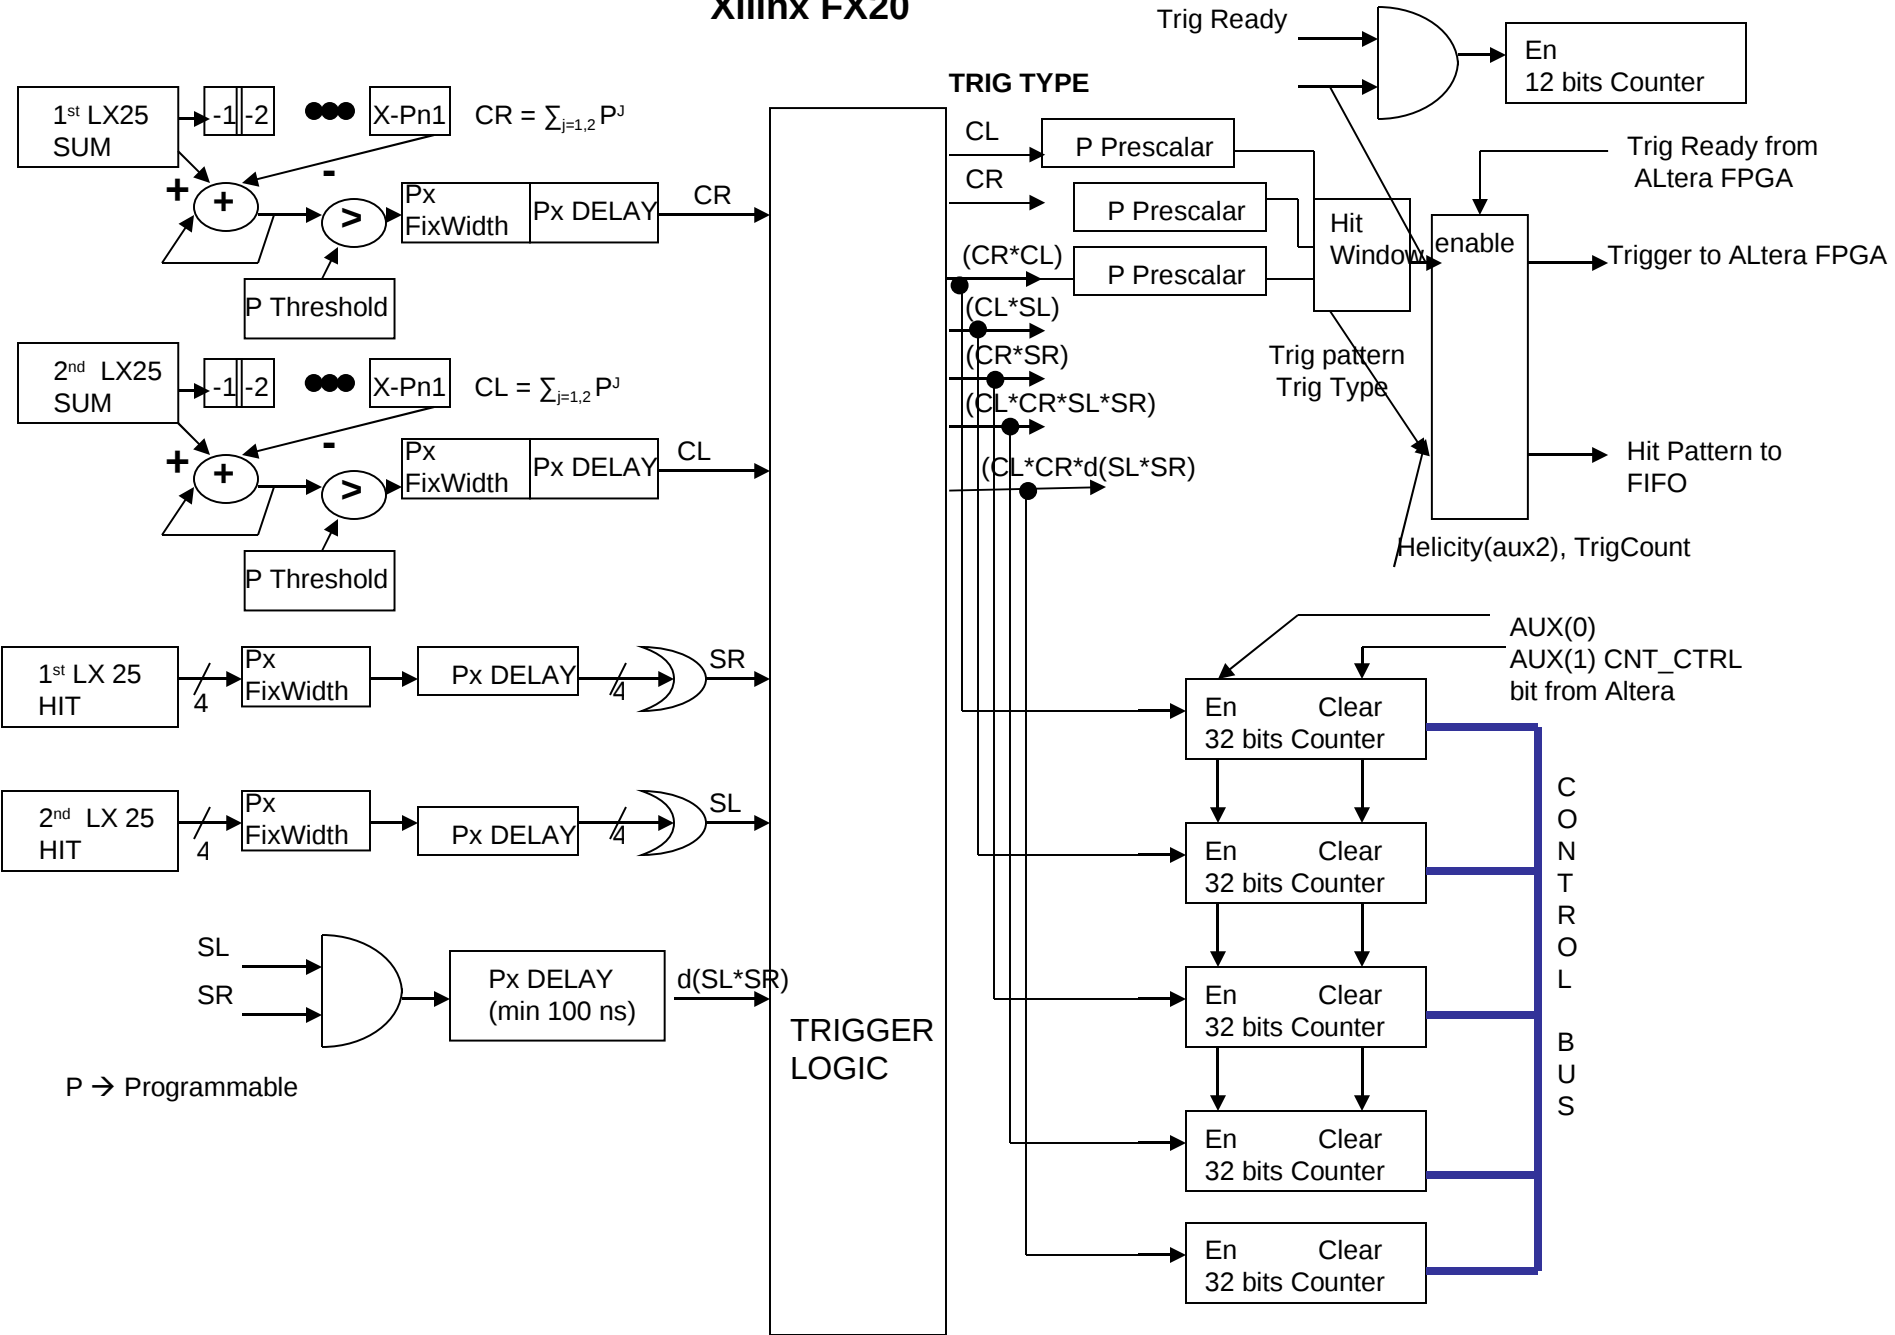 Xilinx FX20
Trig Ready
En
12 bits Counter
TRIG TYPE
1st LX25
SUM
-1 -2
X-Pn1
CR = ∑j=1,2 PJ
CL
P Prescalar
Trig Ready from
ALtera FPGA
-
+
+
>
Px
FixWidth
Px DELAY
CR
CR
P Prescalar
Hit
Window
enable
Trigger to ALtera FPGA
(CR*CL)
P Prescalar
P Threshold
(CL*SL)
2nd LX25
SUM
-1 -2
X-Pn1
CL = ∑j=1,2 PJ
(CR*SR)
Trig pattern
Trig Type
(CL*CR*SL*SR)
-
+
+
>
Px
FixWidth
Px DELAY
CL
(CL*CR*d(SL*SR)
Hit Pattern to
FIFO
P Threshold
Helicity(aux2), TrigCount
AUX(0)
AUX(1) CNT_CTRL
bit from Altera
1st LX 25
HIT
4
Px
FixWidth
Px DELAY
4
SR
En Clear
32 bits Counter
2nd LX 25
HIT
4
Px
FixWidth
Px DELAY
4
SL
En Clear
32 bits Counter
SL
SR
Px DELAY
(min 100 ns)
d(SL*SR)
TRIGGER
LOGIC
En Clear
32 bits Counter
P → Programmable
En Clear
32 bits Counter
En Clear
32 bits Counter
C
O
N
T
R
O
L
B
U
S